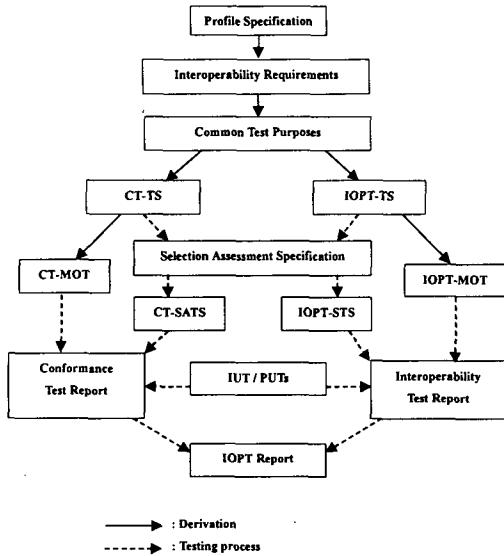 Profile Specification
Interoperability Requirements
Common Test Purposes
CT-TS
IOPT-TS
Selection Assessment Specification
CT-MOT
IOPT-MOT
CT-SATS
IOPT-STS
Conformance
Test Report
IUT / PUTs
Interoperability
Test Report
IOPT Report
: Derivation
: Testing process